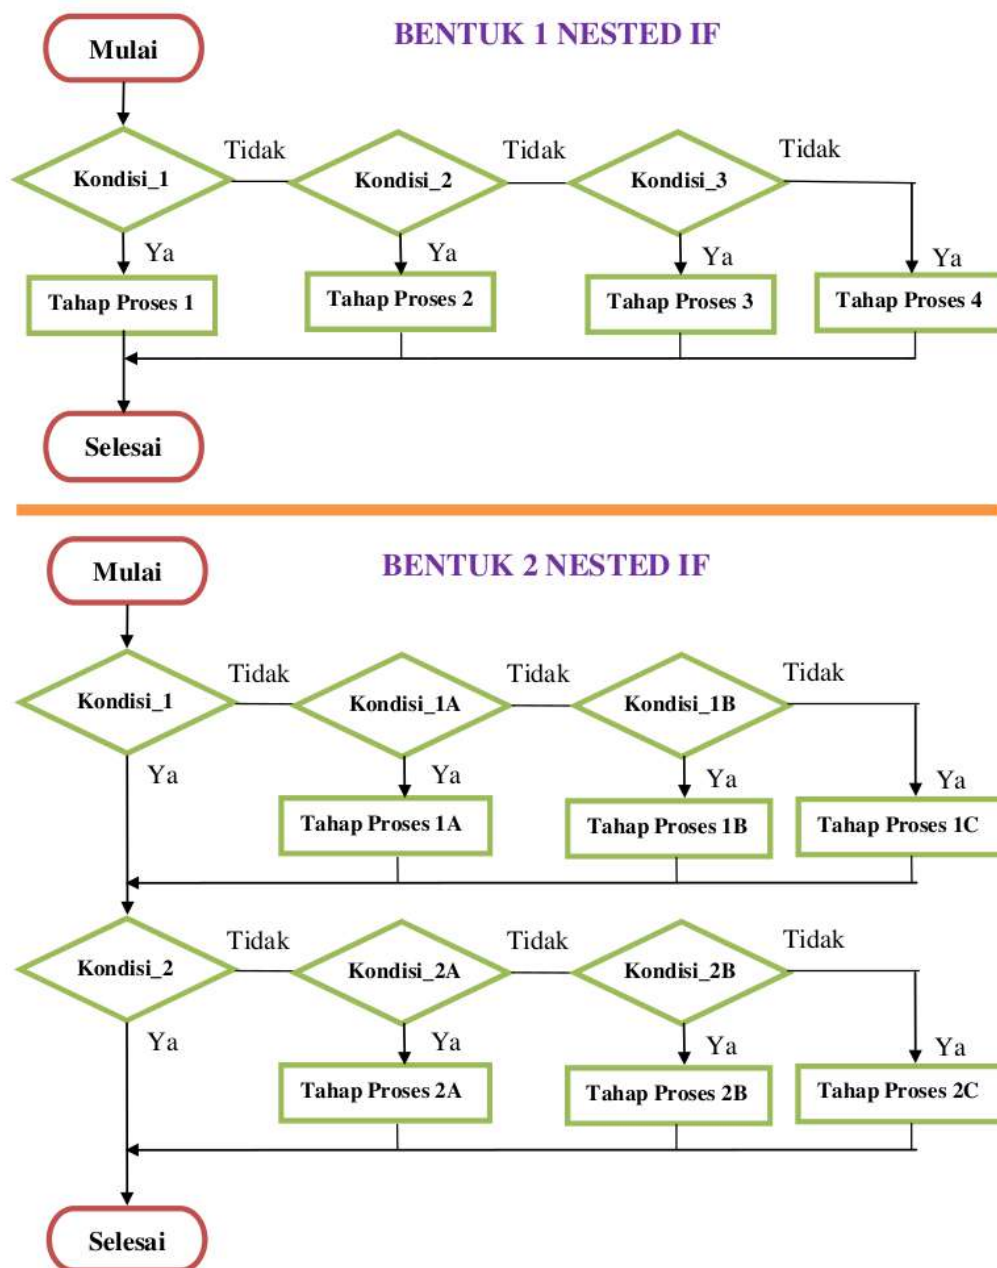 BENTUK 1 NESTED IF
Mulai
Tidak
Tidak
Tidak
Kondisi_1
Kondisi_2
Kondisi_3
Ya
Ya
Ya
Ya
Tahap Proses 1
Tahap Proses 2
Tahap Proses 3
Tahap Proses 4
Selesai
BENTUK 2 NESTED IF
Mulai
Tidak
Tidak
Tidak
Kondisi_1
Kondisi_1A
Kondisi_1B
Ya
Ya
Ya
Ya
Tahap Proses 1A
Tahap Proses 1B
Tahap Proses 1C
Tidak
Tidak
Tidak
Kondisi_2
Kondisi_2A
Kondisi_2B
Ya
Ya
Ya
Ya
Tahap Proses 2A
Tahap Proses 2B
Tahap Proses 2C
Selesai